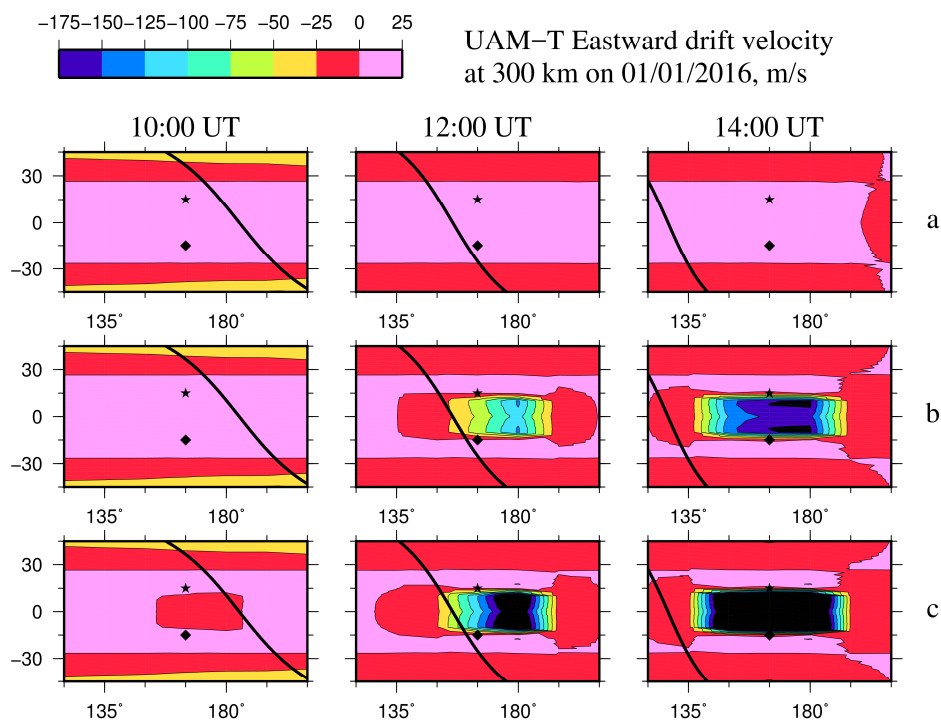 −175 −150−125−100 −75 −50 −25 0 25
UAM−T Eastward drift velocity
at 300 km on 01/01/2016, m/s
10:00 UT 12:00 UT 14:00 UT
30
0
−30
a
135˚ 180˚ 135˚ 180˚ 135˚ 180˚
30
0
−30
b
135˚ 180˚ 135˚ 180˚ 135˚ 180˚
30
0
−30
c
135˚ 180˚ 135˚ 180˚ 135˚ 180˚